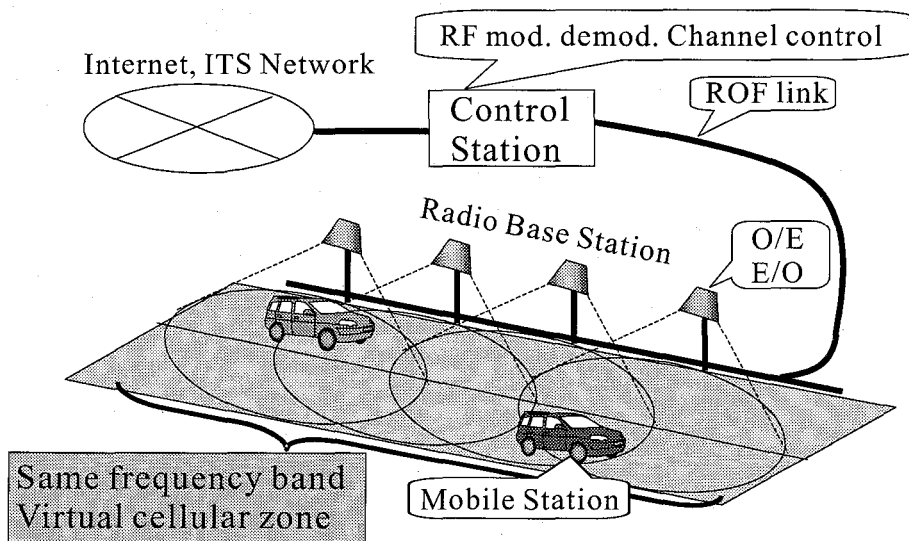 RF mod. demod. Channel control
Internet, ITS Network
Control
Station
ROF link
Radio Base Station
O/E
E/O
Same frequency band
Virtual cellular zone
Mobile Station